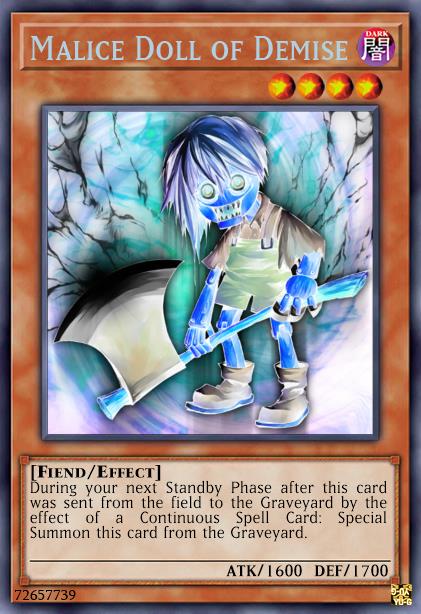 MALICE DOLL OF DEMISE
DARK
闇
[FIEND/EFFECT]
During your next Standby Phase after this card
was sent from the field to the Graveyard by the
effect of a Continuous Spell Card: Special
Summon this card from the Graveyard.
ATK/1600 DEF/1700
72657739